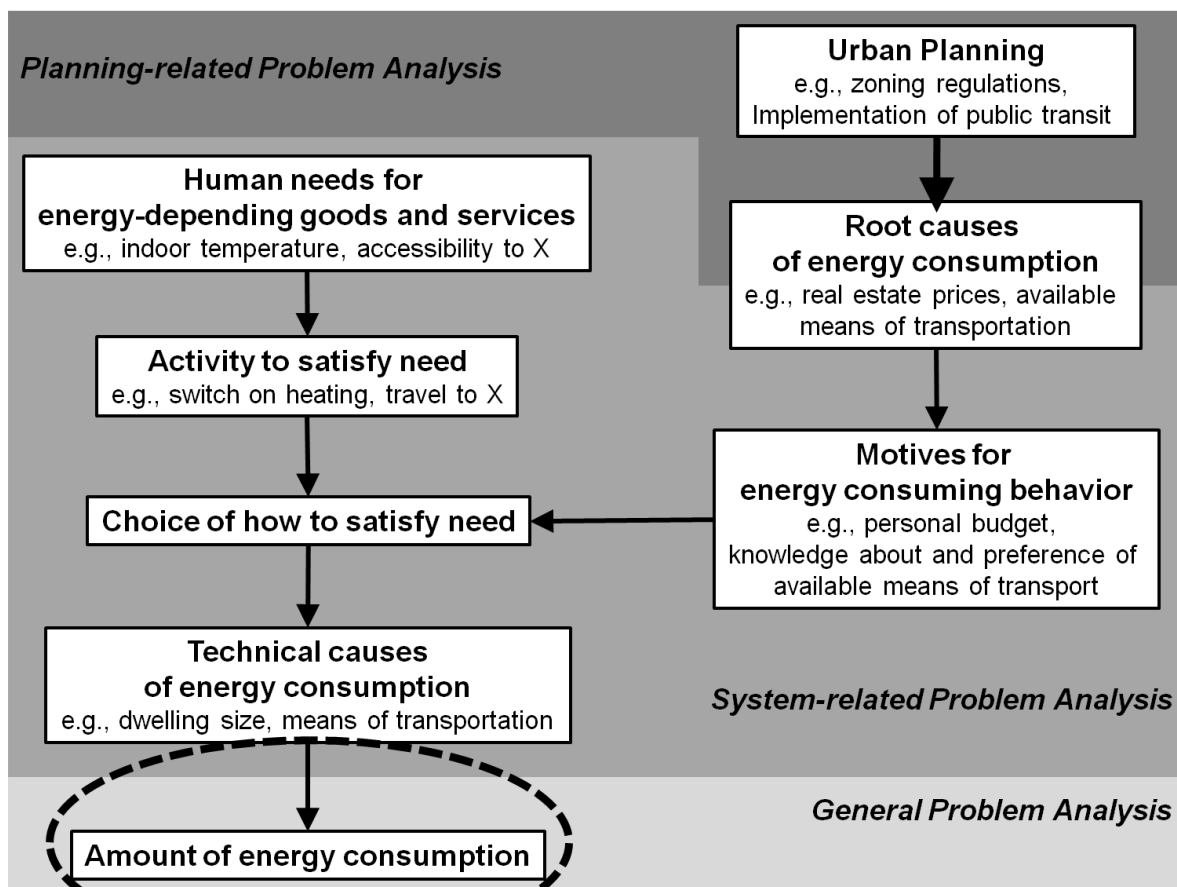 Planning-related Problem Analysis
Urban Planning
e.g., zoning regulations,
Implementation of public transit
Human needs for
energy-depending goods and services
e.g., indoor temperature, accessibility to X
Root causes
of energy consumption
e.g., real estate prices, available
means of transportation
Activity to satisfy need
e.g., switch on heating, travel to X
Motives for
energy consuming behavior
e.g., personal budget,
knowledge about and preference of
available means of transport
Choice of how to satisfy need
Technical causes
of energy consumption
e.g., dwelling size, means of transportation
System-related Problem Analysis
General Problem Analysis
Amount of energy consumption